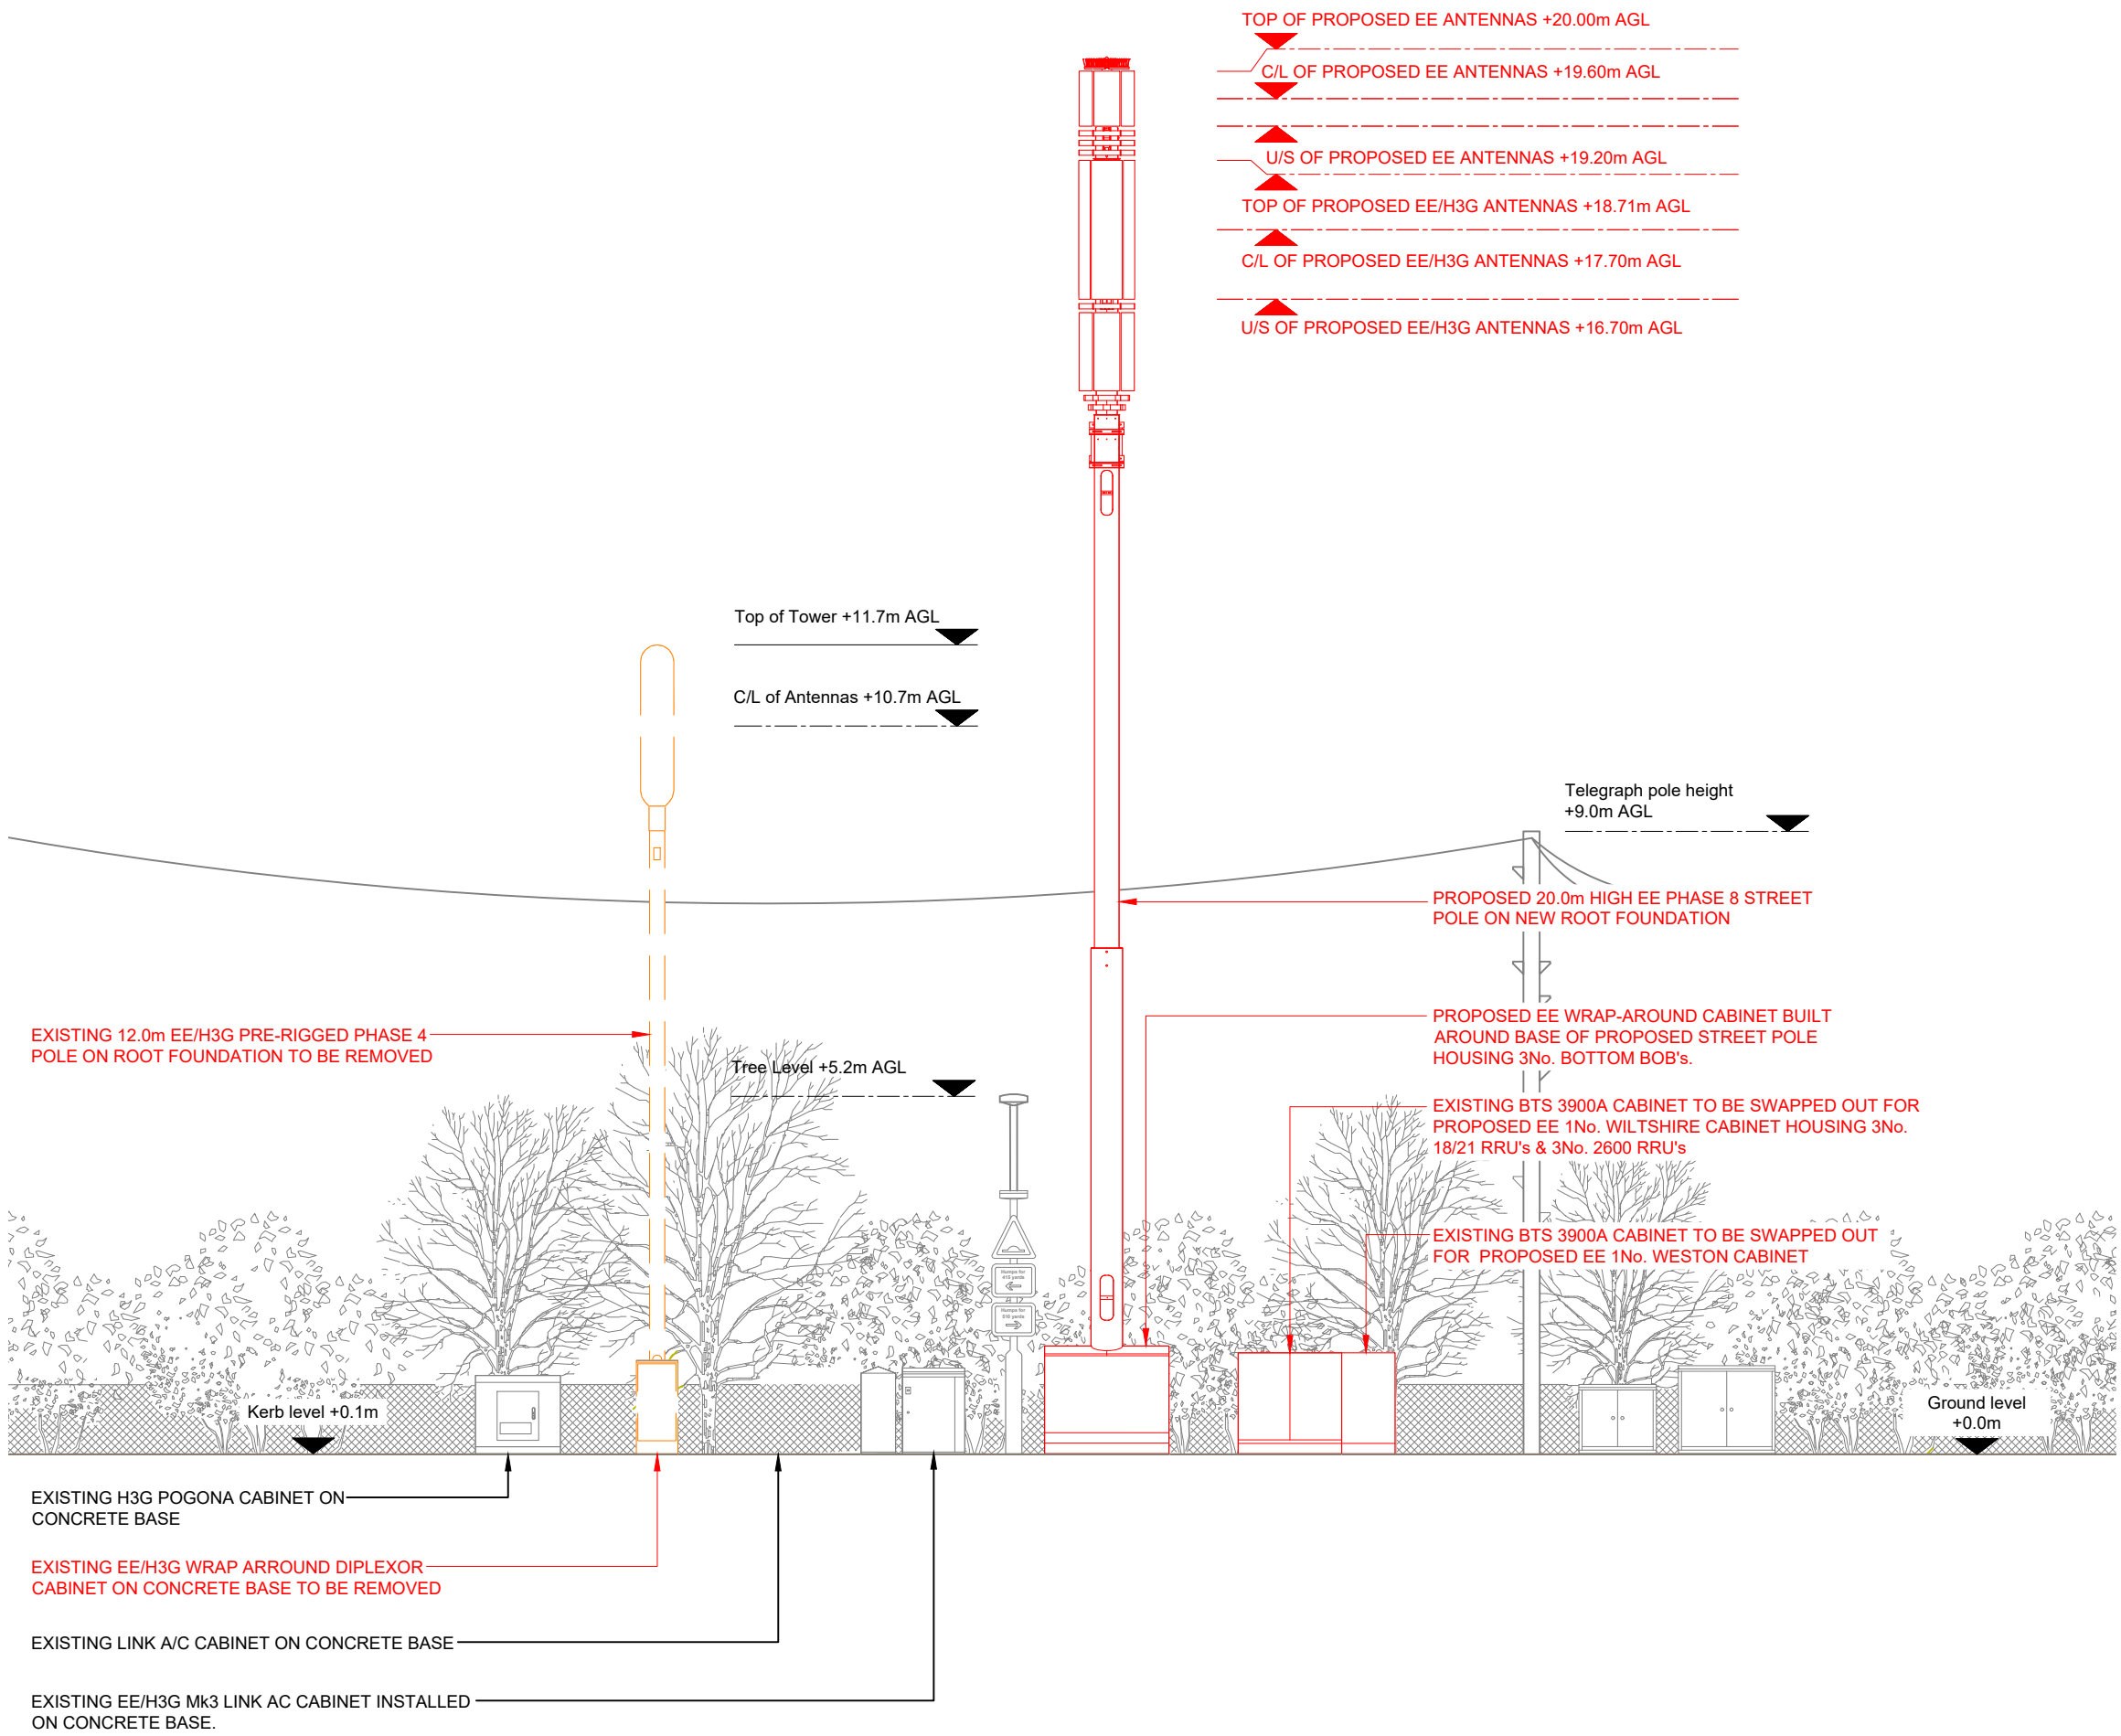 TOP OF PROPOSED EE ANTENNAS +20.00m AGL
C/L OF PROPOSED EE ANTENNAS +19.60m AGL
U/S OF PROPOSED EE ANTENNAS +19.20m AGL
TOP OF PROPOSED EE/H3G ANTENNAS +18.71m AGL
C/L OF PROPOSED EE/H3G ANTENNAS +17.70m AGL
U/S OF PROPOSED EE/H3G ANTENNAS +16.70m AGL
Top of Tower +11.7m AGL
C/L of Antennas +10.7m AGL
Telegraph pole height
+9.0m AGL
PROPOSED 20.0m HIGH EE PHASE 8 STREET
POLE ON NEW ROOT FOUNDATION
EXISTING 12.0m EE/H3G PRE-RIGGED PHASE 4
POLE ON ROOT FOUNDATION TO BE REMOVED
Tree Level +5.2m AGL
PROPOSED EE WRAP-AROUND CABINET BUILT
AROUND BASE OF PROPOSED STREET POLE
HOUSING 3No. BOTTOM BOB's.
EXISTING BTS 3900A CABINET TO BE SWAPPED OUT FOR
PROPOSED EE 1No. WILTSHIRE CABINET HOUSING 3No.
18/21 RRU's & 3No. 2600 RRU's
EXISTING BTS 3900A CABINET TO BE SWAPPED OUT
FOR PROPOSED EE 1No. WESTON CABINET
Humps for
415 yards
Humps for
yards
Kerb level +0.1m
Ground level
+0.0m
EXISTING H3G POGONA CABINET ON
CONCRETE BASE
EXISTING EE/H3G WRAP ARROUND DIPLEXOR
CABINET ON CONCRETE BASE TO BE REMOVED
EXISTING LINK A/C CABINET ON CONCRETE BASE
EXISTING EE/H3G Mk3 LINK AC CABINET INSTALLED
ON CONCRETE BASE.